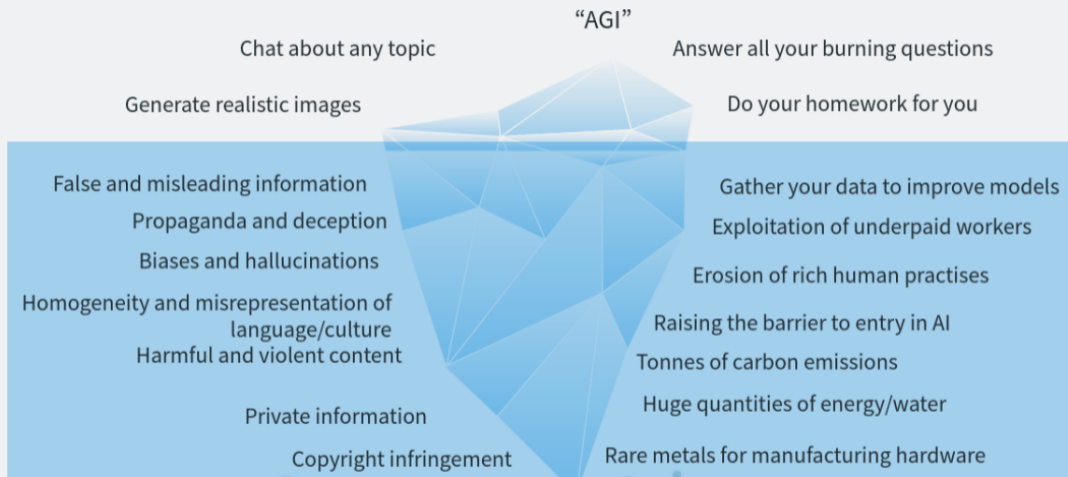 “AGI”
Chat about any topic
Answer all your burning questions
Generate realistic images
Do your homework for you
False and misleading information
Gather your data to improve models
Propaganda and deception
Exploitation of underpaid workers
Biases and hallucinations
Erosion of rich human practises
Homogeneity and misrepresentation of
language/culture
Raising the barrier to entry in AI
Harmful and violent content
Tonnes of carbon emissions
Private information
Huge quantities of energy/water
Copyright infringement
Rare metals for manufacturing hardware